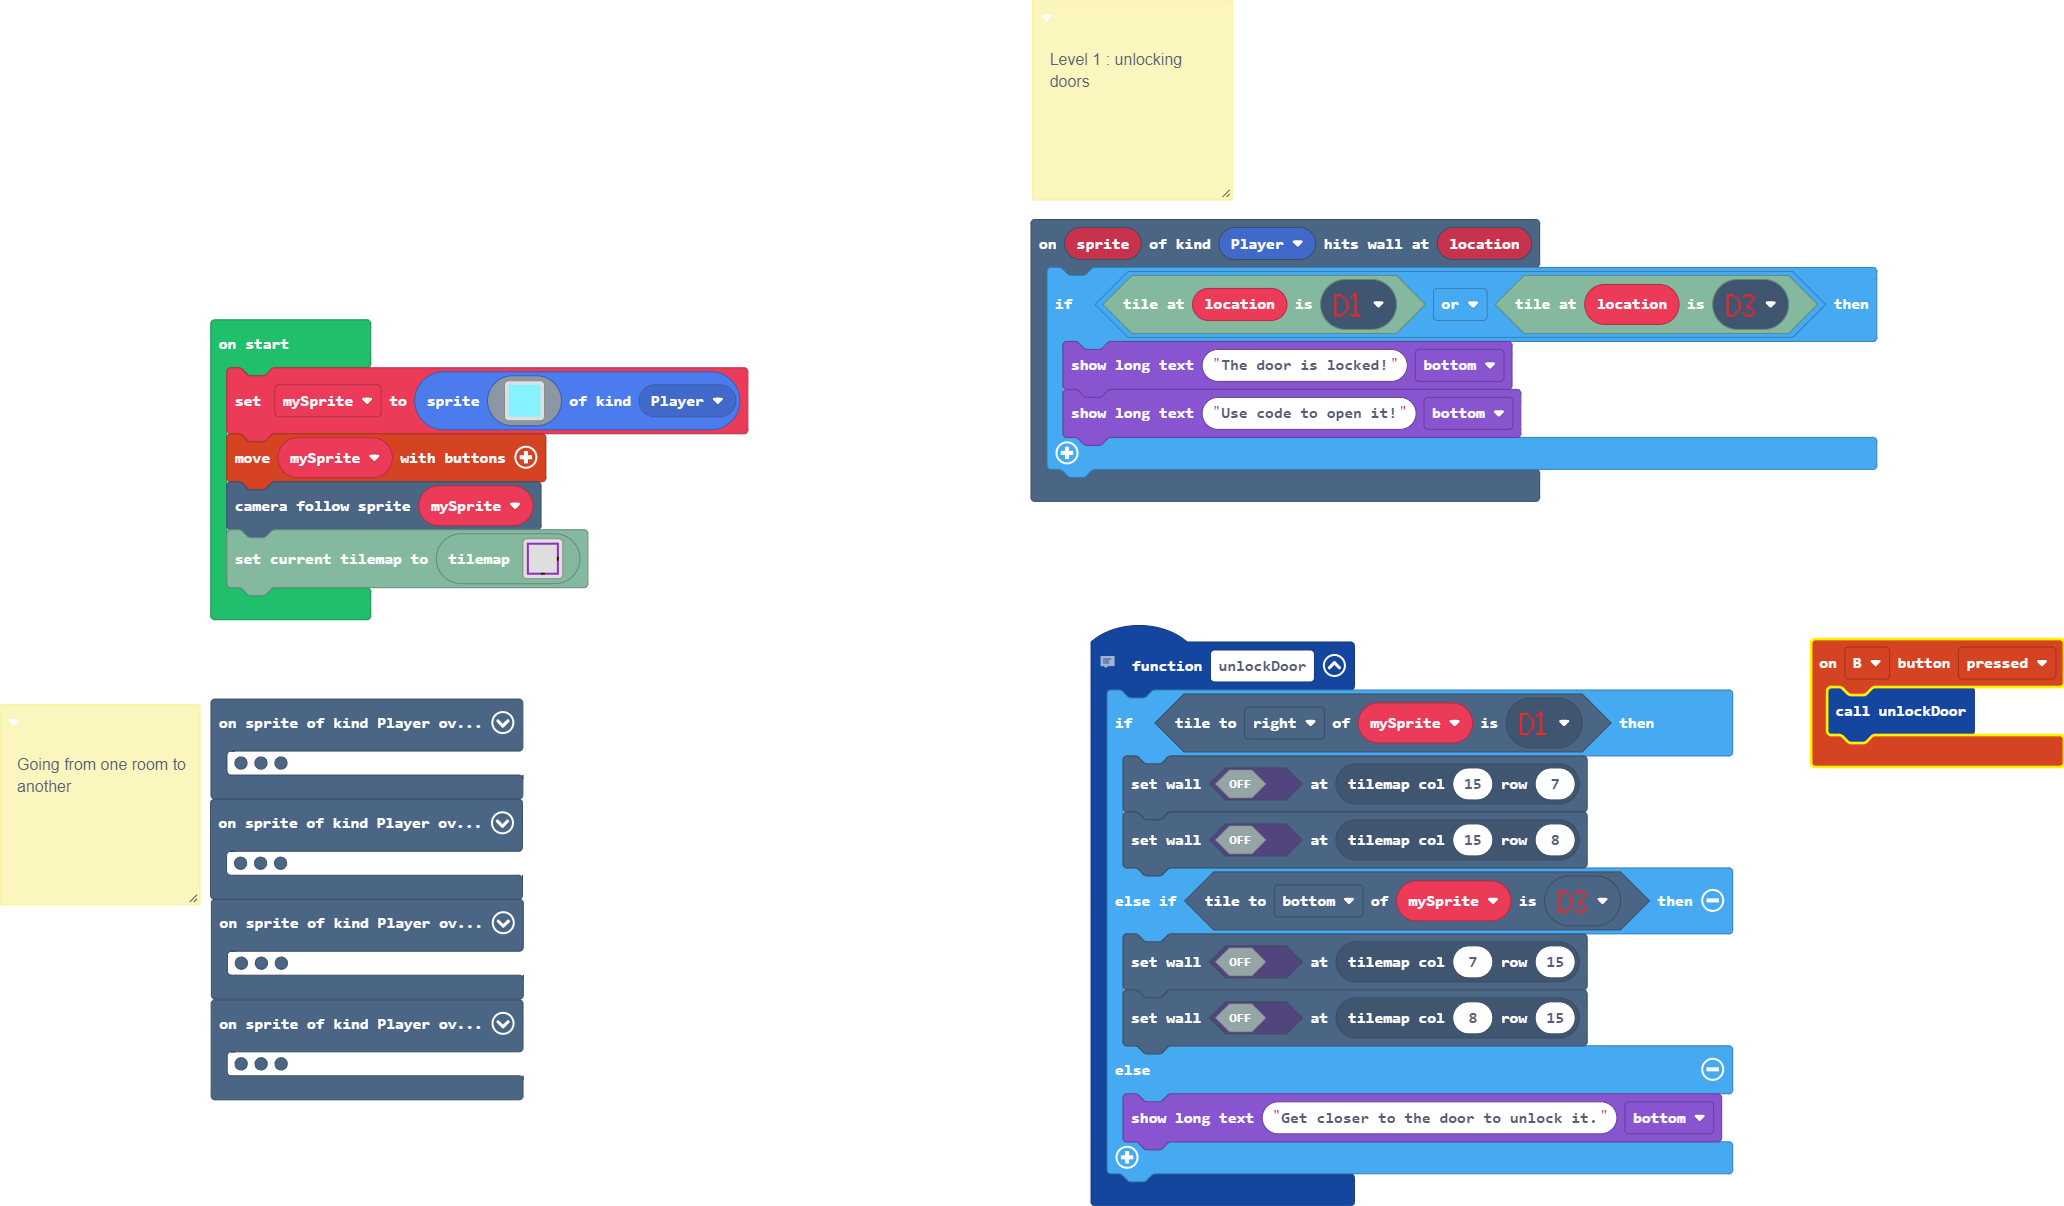 Level 1 : unlocking
doors
on sprite of kind Player hits wall at location
if tile at location is D1 or tile at location is D3 then
show long text "The door is locked!" bottom
show long text "Use code to open it!" bottom
on start
set mySprite to sprite of kind Player
move mySprite with buttons
camera follow sprite mySprite
set current tilemap to tilemap
Going from one room to
another
on sprite of kind Player ov...
on sprite of kind Player ov...
on sprite of kind Player ov...
on sprite of kind Player ov...
function unlockDoor
if tile to right of mySprite is D1 then
set wall OFF at tilemap col 15 row 7
set wall OFF at tilemap col 15 row 8
else if tile to bottom of mySprite is D3 then
set wall OFF at tilemap col 7 row 15
set wall OFF at tilemap col 8 row 15
else
show long text "Get closer to the door to unlock it." bottom
on B button pressed
call unlockDoor